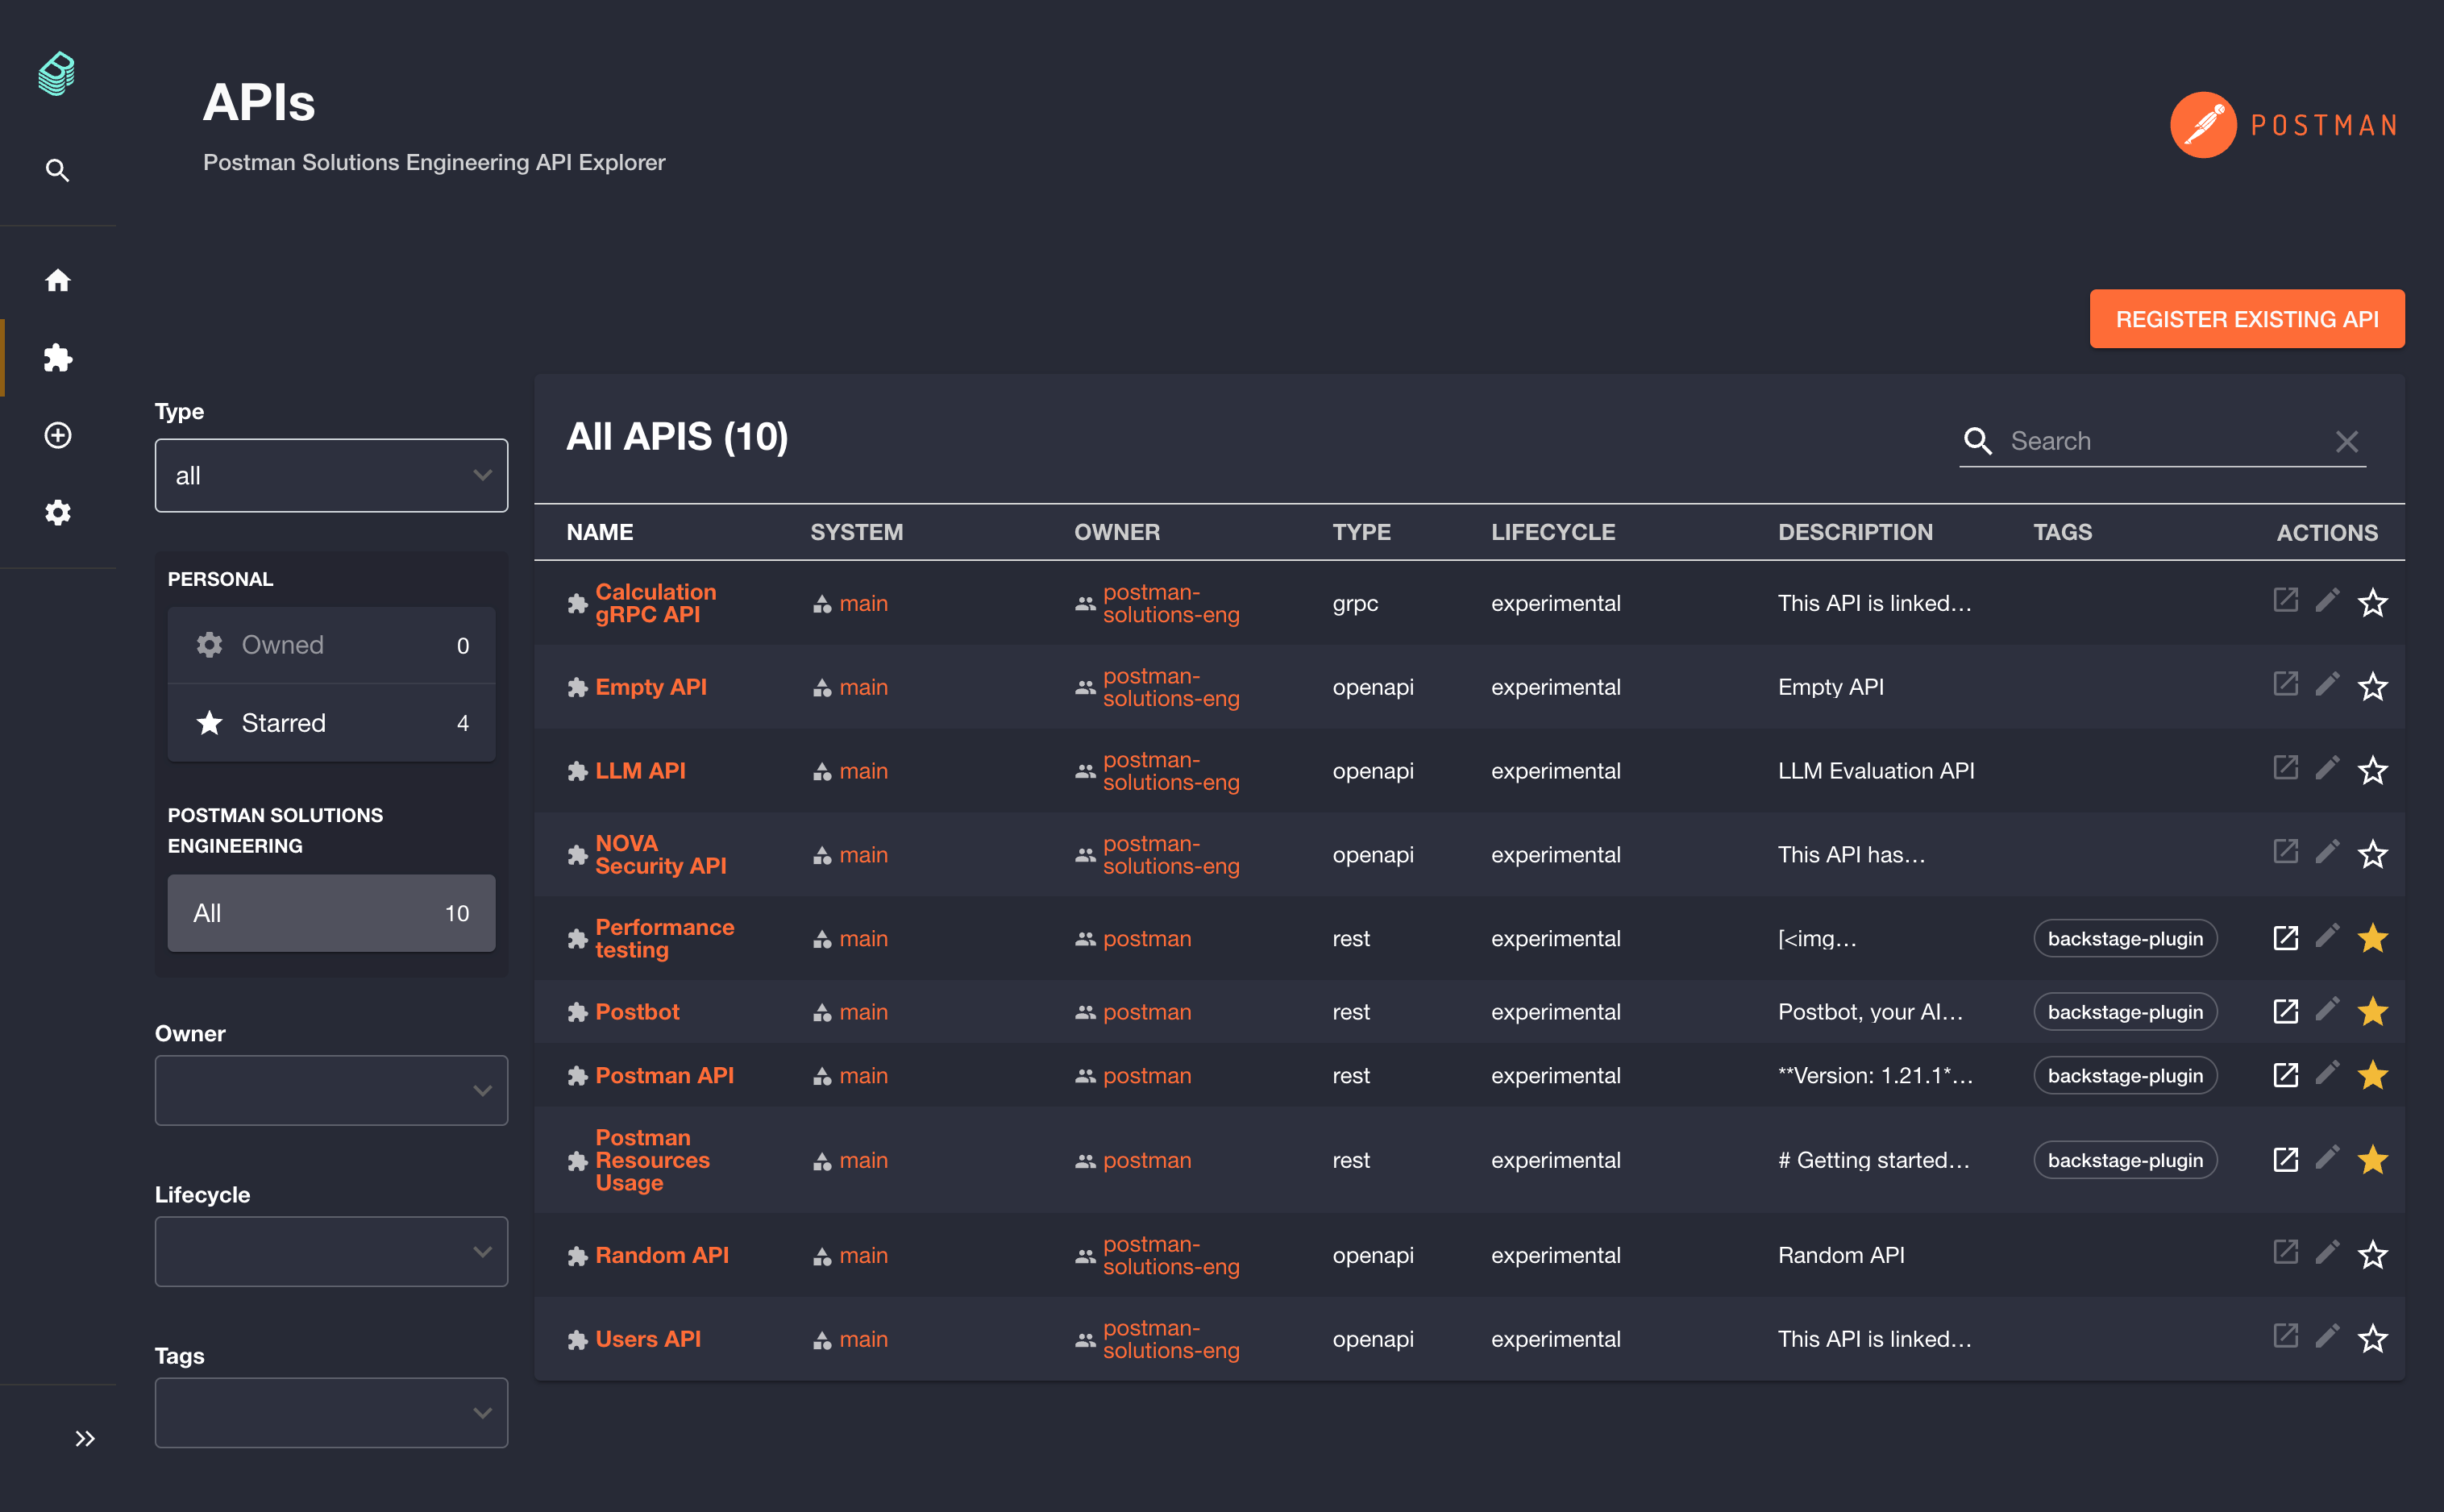 APIs
Postman Solutions Engineering API Explorer
POSTMAN
REGISTER EXISTING API
Type
all
PERSONAL
Owned 0
Starred 4
POSTMAN SOLUTIONS
ENGINEERING
All 10
Owner
Lifecycle
Tags
All APIS (10)
Search
NAME SYSTEM OWNER TYPE LIFECYCLE DESCRIPTION TAGS ACTIONS
Calculation
gRPC API
main
postman-
solutions-eng
grpc
experimental
This API is linked…
Empty API
main
postman-
solutions-eng
openapi
experimental
Empty API
LLM API
main
postman-
solutions-eng
openapi
experimental
LLM Evaluation API
NOVA
Security API
main
postman-
solutions-eng
openapi
experimental
This API has…
Performance
testing
main
postman
rest
experimental
[<img…
backstage-plugin
Postbot
main
postman
rest
experimental
Postbot, your AI…
backstage-plugin
Postman API
main
postman
rest
experimental
**Version: 1.21.1*…
backstage-plugin
Postman
Resources
Usage
main
postman
rest
experimental
# Getting started…
backstage-plugin
Random API
main
postman-
solutions-eng
openapi
experimental
Random API
Users API
main
postman-
solutions-eng
openapi
experimental
This API is linked…